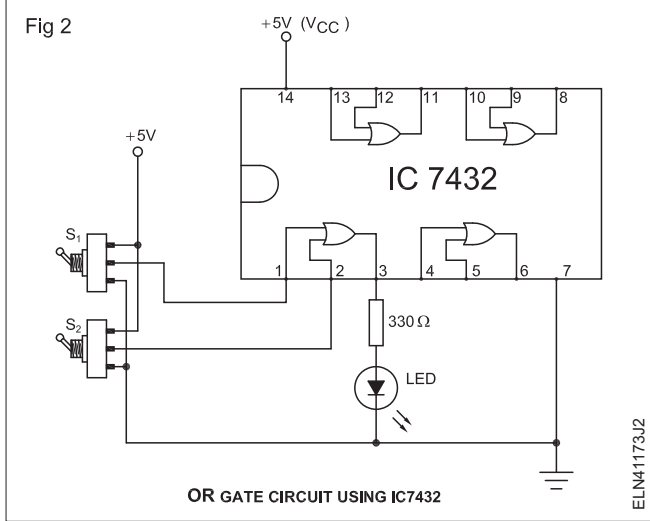 Fig 2
+5V (VCC)
14 13 12 11 10 9 8
+5V
IC 7432
S1
1 2 3 4 5 6 7
S2
330 Ω
LED
OR GATE CIRCUIT USING IC7432
ELN41173J2